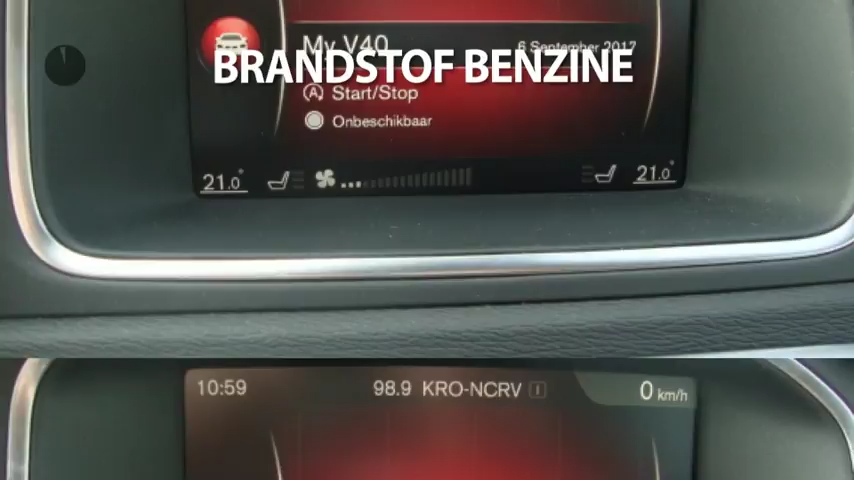 My V40
6 September 2017
BRANDSTOF BENZINE
Start/Stop
Onbeschikbaar
21.0°
21.0°
10:59
98.9 KRO-NCRV
0 km/h